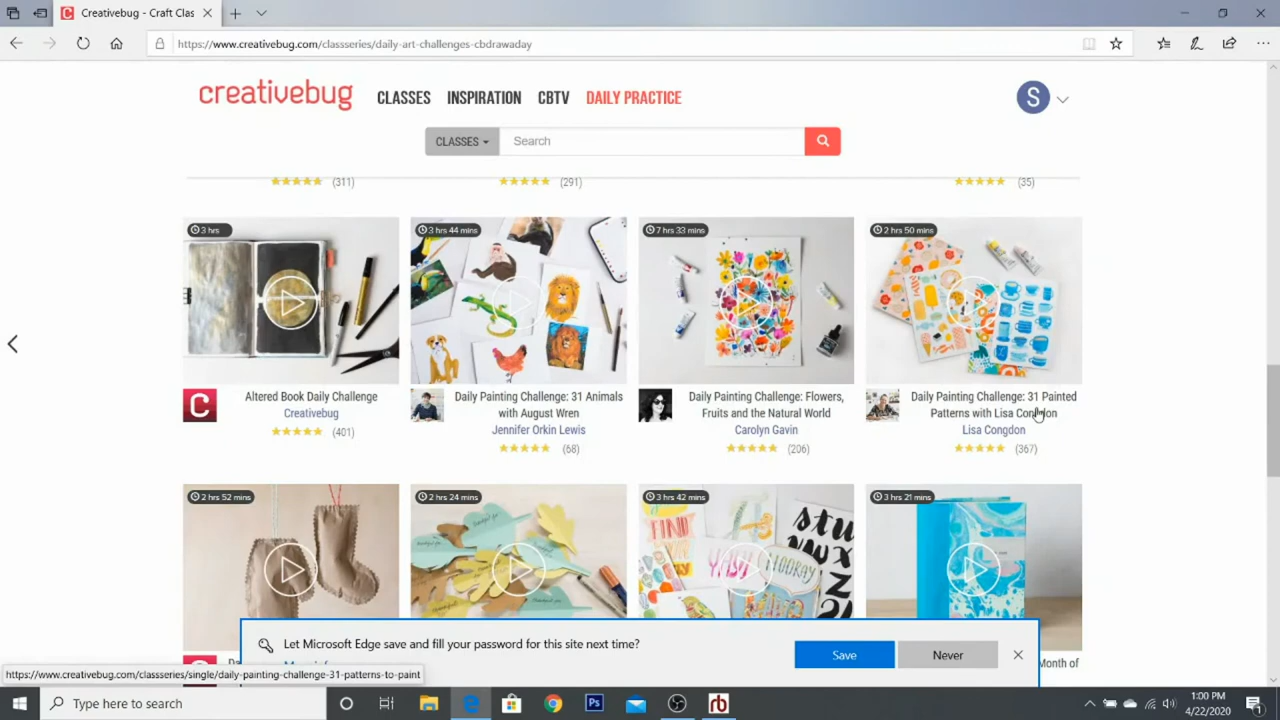 Creativebug - Craft Clas
https://www.creativebug.com/classseries/daily-art-challenges-cbdrawaday
creativebug
CLASSES INSPIRATION CBTV DAILY PRACTICE
S
CLASSES Search
(311) (291) (35)
3 hrs
3 hrs 44 mins
7 hrs 33 mins
2 hrs 50 mins
C
Altered Book Daily Challenge
Creativebug
(401)
Daily Painting Challenge: 31 Animals
with August Wren
Jennifer Orkin Lewis
(68)
Daily Painting Challenge: Flowers,
Fruits and the Natural World
Carolyn Gavin
(206)
Daily Painting Challenge: 31 Painted
Patterns with Lisa Congdon
Lisa Congdon
(367)
2 hrs 52 mins
2 hrs 24 mins
3 hrs 42 mins
3 hrs 21 mins
HOORAY
Let Microsoft Edge save and fill your password for this site next time?
Save Never
Month of
https://www.creativebug.com/classseries/single/daily-painting-challenge-31-patterns-to-paint
Type here to search
Ps
rb
1:00 PM
4/22/2020
1